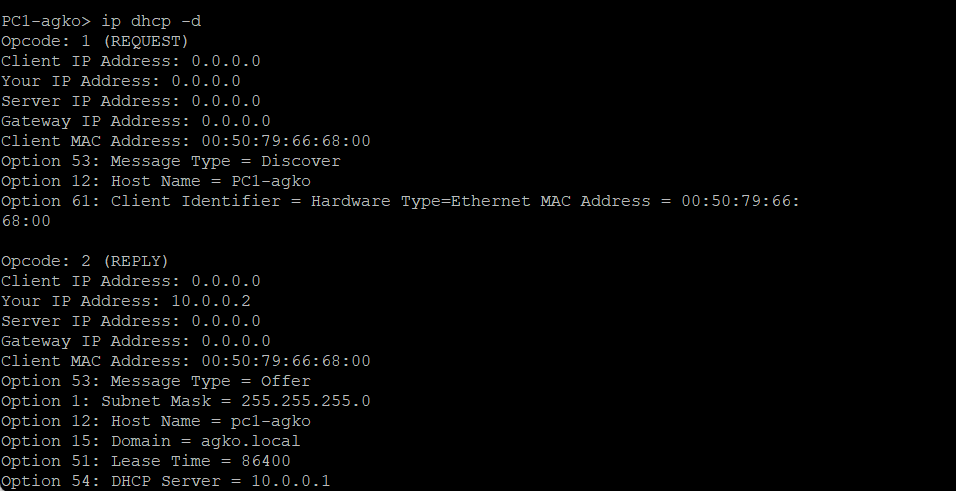 PC1-agko> ip dhcp -d
Opcode: 1 (REQUEST)
Client IP Address: 0.0.0.0
Your IP Address: 0.0.0.0
Server IP Address: 0.0.0.0
Gateway IP Address: 0.0.0.0
Client MAC Address: 00:50:79:66:68:00
Option 53: Message Type = Discover
Option 12: Host Name = PC1-agko
Option 61: Client Identifier = Hardware Type=Ethernet MAC Address = 00:50:79:66:
68:00

Opcode: 2 (REPLY)
Client IP Address: 0.0.0.0
Your IP Address: 10.0.0.2
Server IP Address: 0.0.0.0
Gateway IP Address: 0.0.0.0
Client MAC Address: 00:50:79:66:68:00
Option 53: Message Type = Offer
Option 1: Subnet Mask = 255.255.255.0
Option 12: Host Name = pc1-agko
Option 15: Domain = agko.local
Option 51: Lease Time = 86400
Option 54: DHCP Server = 10.0.0.1